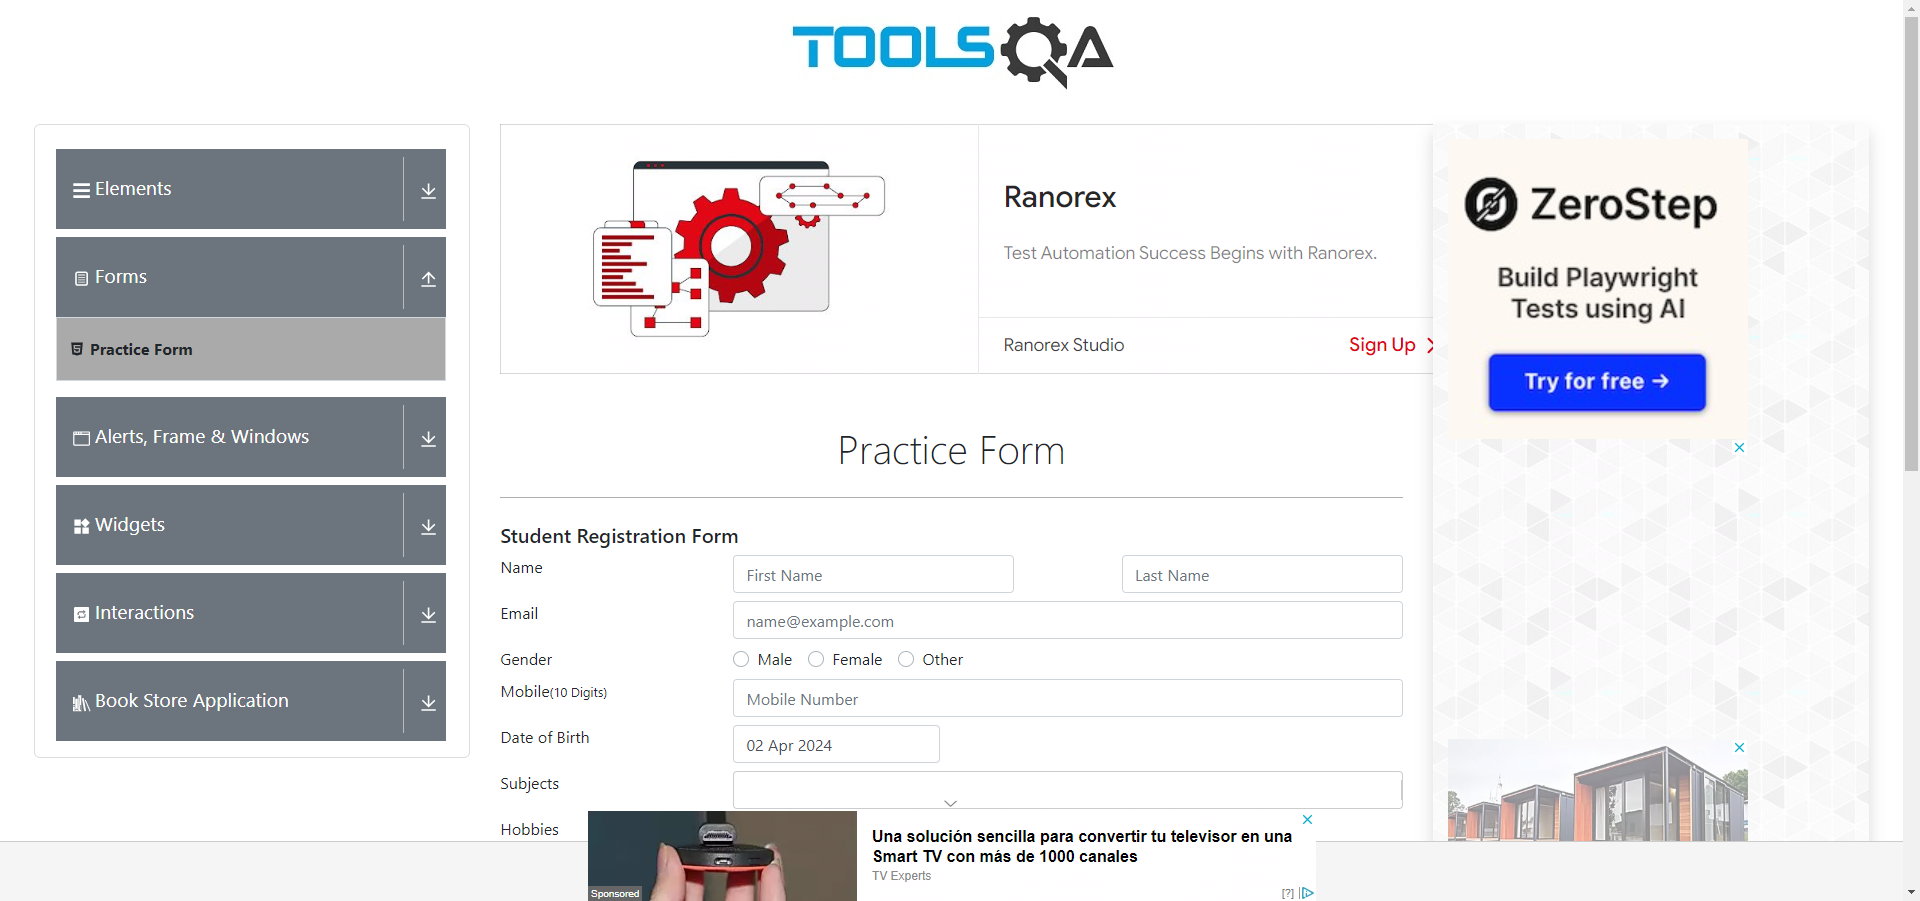 TOOLSQA
Elements
Forms
Practice Form
Alerts, Frame & Windows
Widgets
Interactions
Book Store Application
Ranorex
Test Automation Success Begins with Ranorex.
Ranorex Studio
Sign Up
ZeroStep
Build Playwright
Tests using AI
Try for free →
Practice Form
Student Registration Form
Name
First Name
Last Name
Email
name@example.com
Gender
Male
Female
Other
Mobile(10 Digits)
Mobile Number
Date of Birth
02 Apr 2024
Subjects
Hobbies
Una solución sencilla para convertir tu televisor en una
Smart TV con más de 1000 canales
TV Experts
Sponsored
[?]